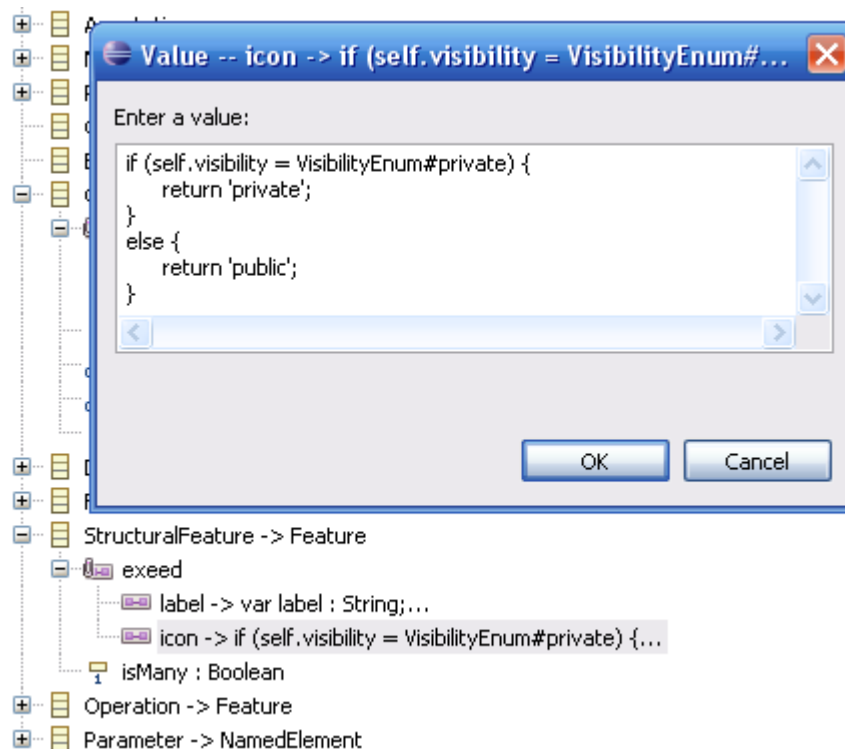 Value -- icon -> if (self.visibility = VisibilityEnum#...
Enter a value:
if (self.visibility = VisibilityEnum#private) {
return 'private';
}
else {
return 'public';
}
OK Cancel
StructuralFeature -> Feature
exeed
label -> var label : String;...
icon -> if (self.visibility = VisibilityEnum#private) {...
1 isMany : Boolean
Operation -> Feature
Parameter -> NamedElement